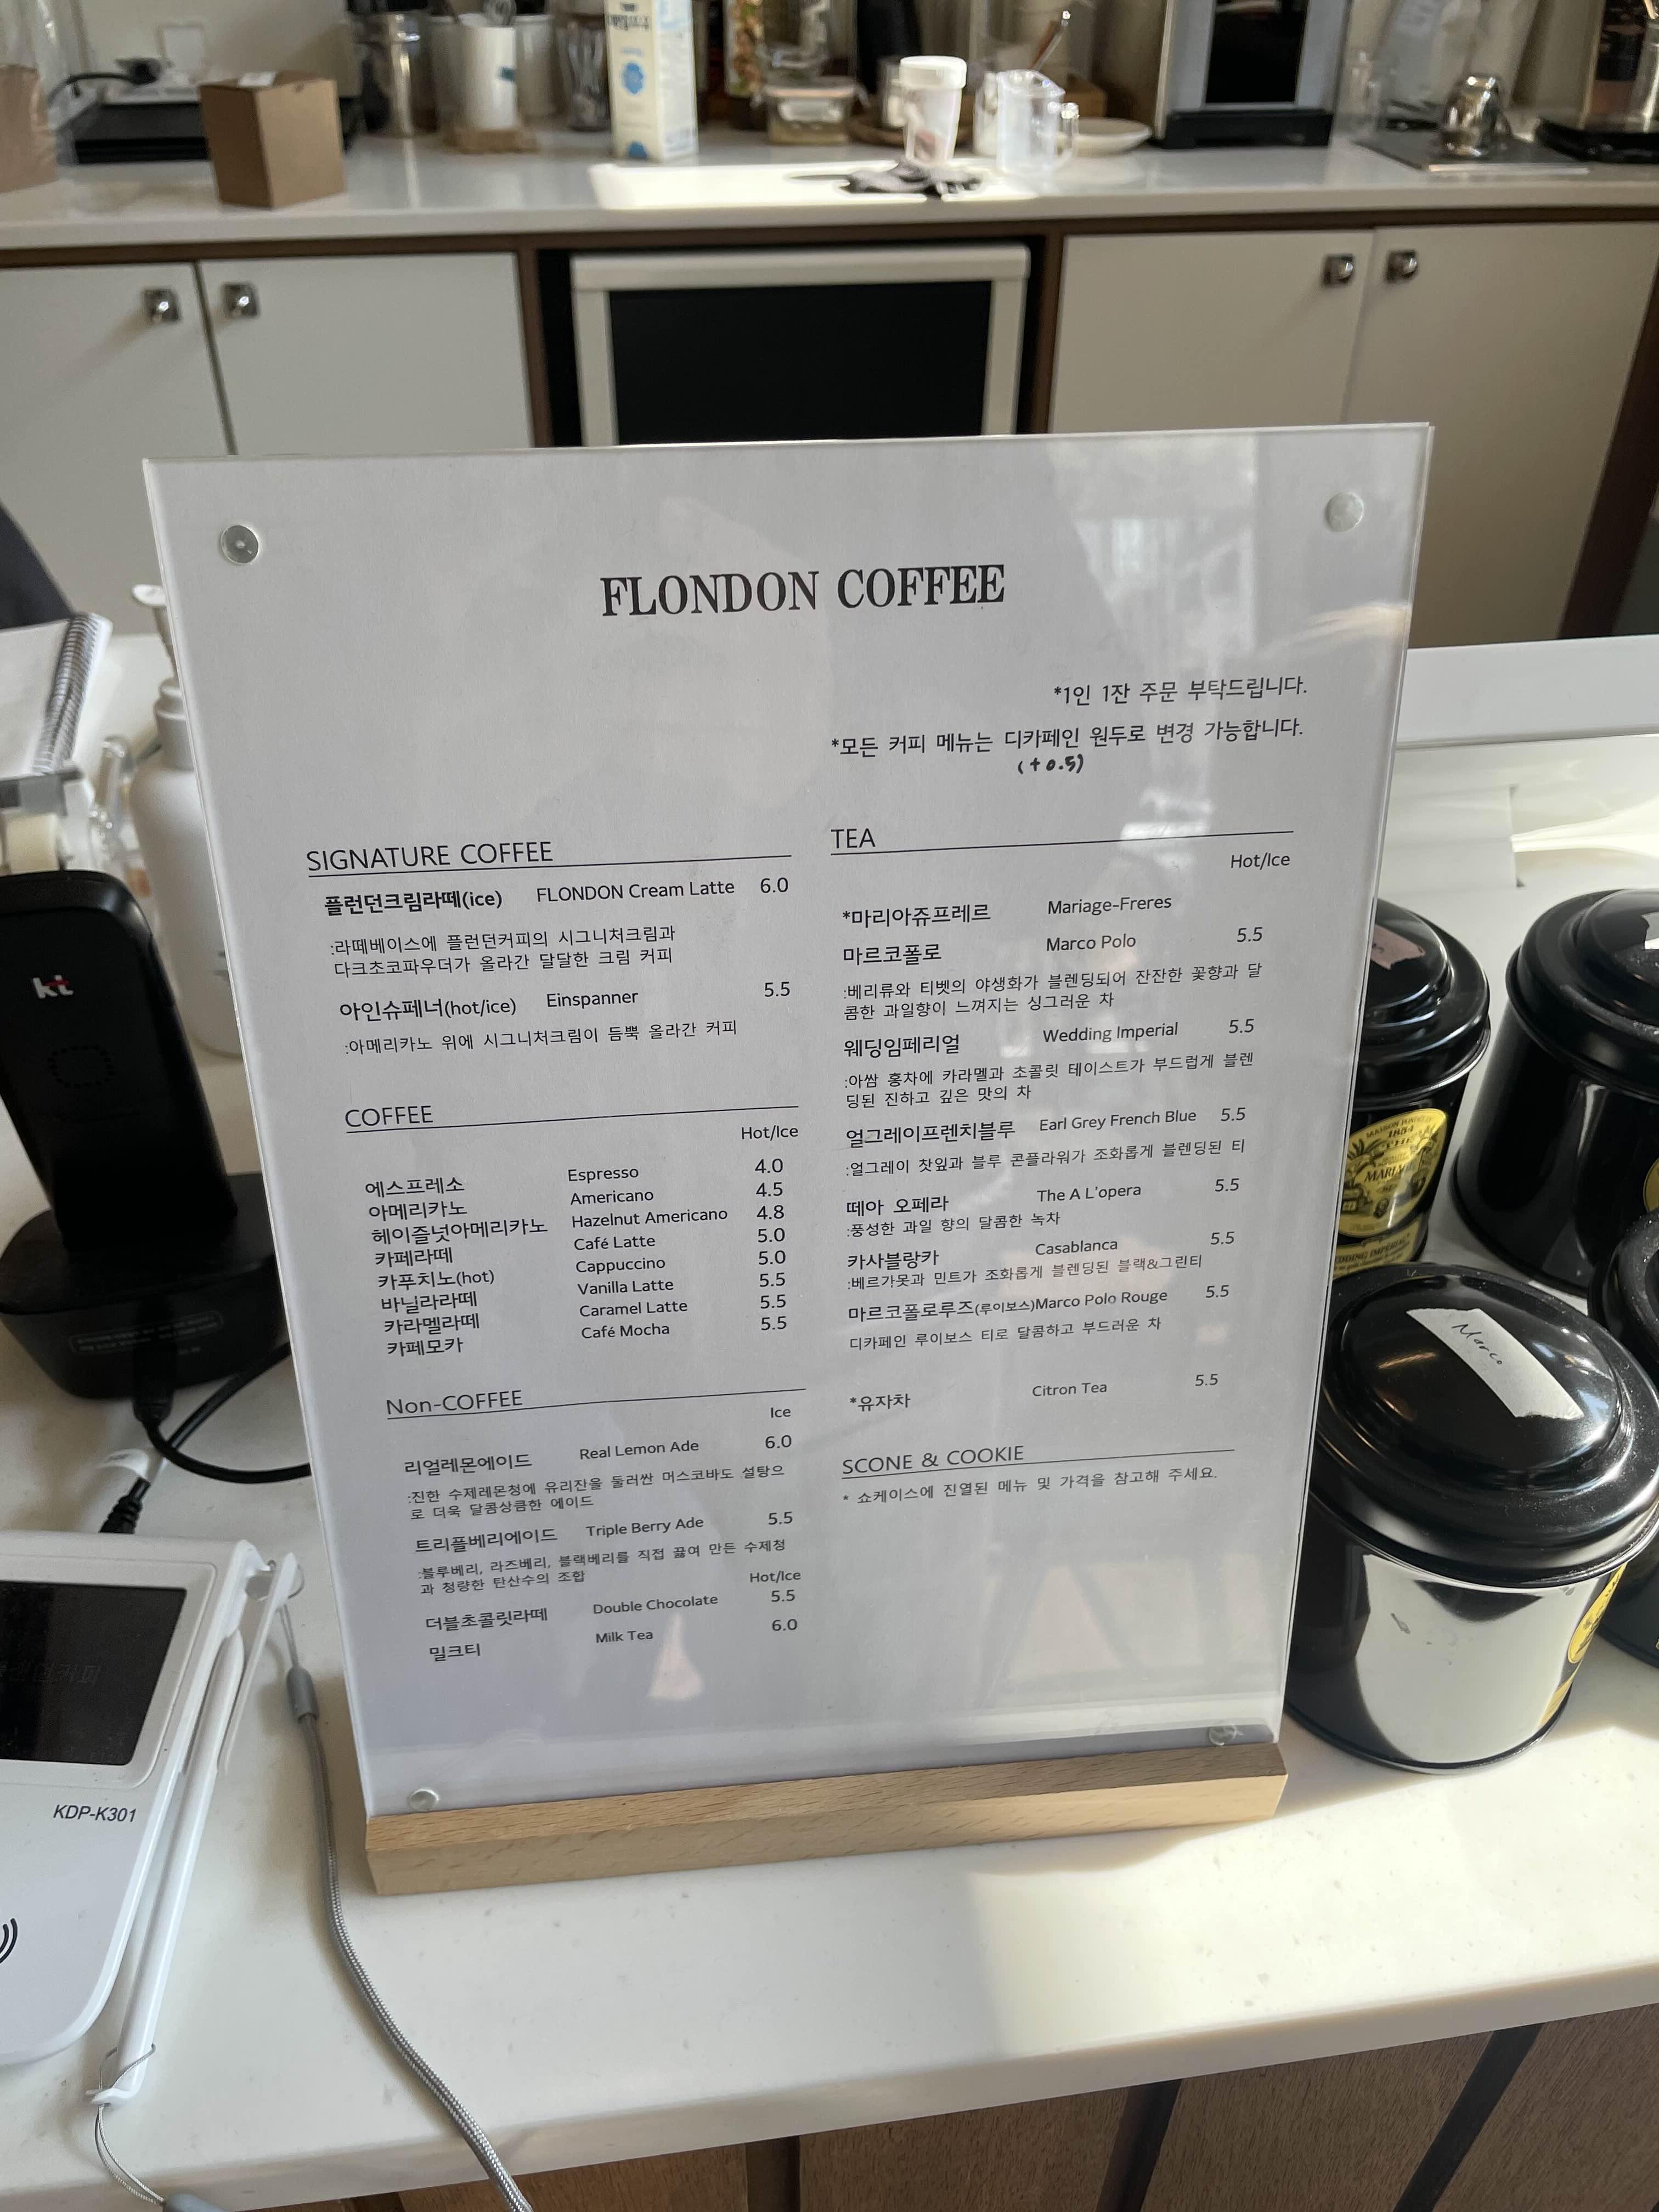 FLONDON COFFEE
*1인 1잔 주문 부탁드립니다.
*모든 커피 메뉴는 디카페인 원두로 변경 가능합니다.
(+0.5)
SIGNATURE COFFEE
플런던크림라떼(ice) FLONDON Cream Latte 6.0
:라떼베이스에 플런던커피의 시그니처크림과
다크초코파우더가 올라간 달달한 크림 커피
아인슈페너(hot/ice) Einspanner 5.5
:아메리카노 위에 시그니처크림이 듬뿍 올라간 커피
COFFEE
Hot/Ice
에스프레소 Espresso 4.0
아메리카노 Americano 4.5
헤이즐넛아메리카노 Hazelnut Americano 4.8
카페라떼 Café Latte 5.0
카푸치노(hot) Cappuccino 5.0
바닐라라떼 Vanilla Latte 5.5
카라멜라떼 Caramel Latte 5.5
카페모카 Café Mocha 5.5
Non-COFFEE
Ice
리얼레몬에이드 Real Lemon Ade 6.0
:진한 수제레몬청에 유리잔을 둘러싼 머스코바도 설탕으
로 더욱 달콤상큼한 에이드
트리플베리에이드 Triple Berry Ade 5.5
:블루베리, 라즈베리, 블랙베리를 직접 끓여 만든 수제청
과 청량한 탄산수의 조합
Hot/Ice
더블초콜릿라떼 Double Chocolate 5.5
밀크티 Milk Tea 6.0
TEA
Hot/Ice
*마리아쥬프레르 Mariage-Freres
마르코폴로 Marco Polo 5.5
:베리류와 티벳의 야생화가 블렌딩되어 잔잔한 꽃향과 달
콤한 과일향이 느껴지는 싱그러운 차
웨딩임페리얼 Wedding Imperial 5.5
:아쌈 홍차에 카라멜과 초콜릿 테이스트가 부드럽게 블렌
딩된 진하고 깊은 맛의 차
얼그레이프렌치블루 Earl Grey French Blue 5.5
:얼그레이 찻잎과 블루 콘플라워가 조화롭게 블렌딩된 티
떼아 오페라 The A L'opera 5.5
:풍성한 과일 향의 달콤한 녹차
카사블랑카 Casablanca 5.5
:베르가못과 민트가 조화롭게 블렌딩된 블랙&그린티
마르코폴로루즈(루이보스)Marco Polo Rouge 5.5
디카페인 루이보스 티로 달콤하고 부드러운 차
*유자차 Citron Tea 5.5
SCONE & COOKIE
* 쇼케이스에 진열된 메뉴 및 가격을 참고해 주세요.
kt
KDP-K301
1854
Marco